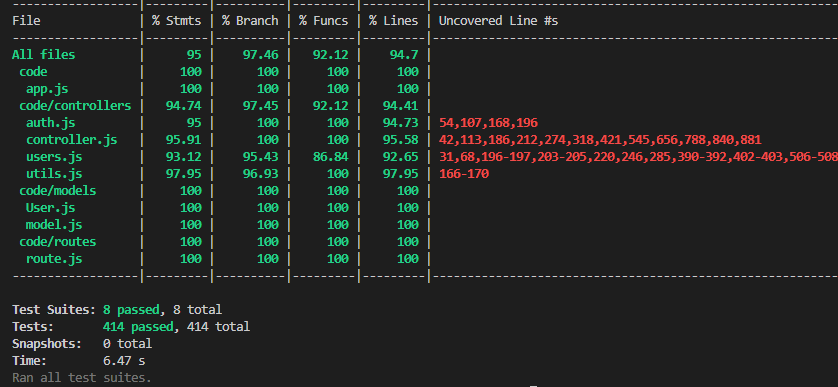 -------------------|---------|----------|---------|---------|-------------------------------------------------------
File | % Stmts | % Branch | % Funcs | % Lines | Uncovered Line #s
-------------------|---------|----------|---------|---------|-------------------------------------------------------
All files | 95 | 97.46 | 92.12 | 94.7 |
code | 100 | 100 | 100 | 100 |
app.js | 100 | 100 | 100 | 100 |
code/controllers | 94.74 | 97.45 | 92.12 | 94.41 |
auth.js | 95 | 100 | 100 | 94.73 | 54,107,168,196
controller.js | 95.91 | 100 | 100 | 95.58 | 42,113,186,212,274,318,421,545,656,788,840,881
users.js | 93.12 | 95.43 | 86.84 | 92.65 | 31,68,196-197,203-205,220,246,285,390-392,402-403,506-508
utils.js | 97.95 | 96.93 | 100 | 97.95 | 166-170
code/models | 100 | 100 | 100 | 100 |
User.js | 100 | 100 | 100 | 100 |
model.js | 100 | 100 | 100 | 100 |
code/routes | 100 | 100 | 100 | 100 |
route.js | 100 | 100 | 100 | 100 |
-------------------|---------|----------|---------|---------|-------------------------------------------------------
Test Suites: 8 passed, 8 total
Tests: 414 passed, 414 total
Snapshots: 0 total
Time: 6.47 s
Ran all test suites.